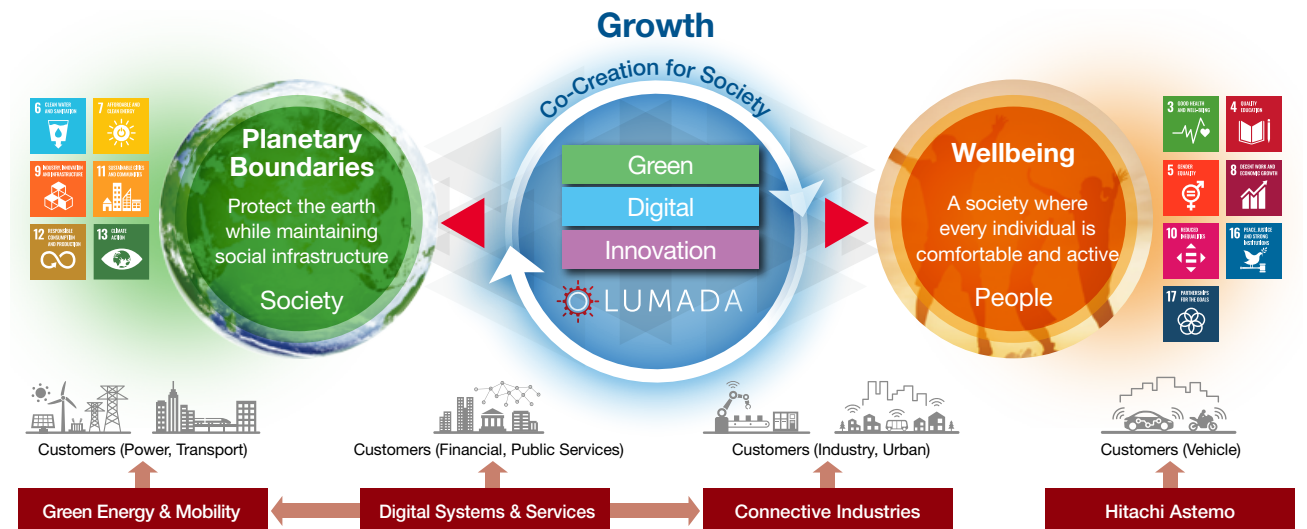 Growth
Co-Creation for Society
6 CLEAN WATER
AND SANITATION
7 AFFORDABLE AND
CLEAN ENERGY
9 INDUSTRY, INNOVATION
AND INFRASTRUCTURE
11 SUSTAINABLE CITIES
AND COMMUNITIES
12 RESPONSIBLE
CONSUMPTION
AND PRODUCTION
13 CLIMATE
ACTION
Planetary
Boundaries
Protect the earth
while maintaining
social infrastructure
Society
Green
Digital
Innovation
LUMADA
Wellbeing
A society where
every individual is
comfortable and active
People
3 GOOD HEALTH
AND WELL-BEING
4 QUALITY
EDUCATION
5 GENDER
EQUALITY
8 DECENT WORK AND
ECONOMIC GROWTH
10 REDUCED
INEQUALITIES
16 PEACE, JUSTICE
AND STRONG
INSTITUTIONS
17 PARTNERSHIPS
FOR THE GOALS
Customers (Power, Transport)
Customers (Financial, Public Services)
Customers (Industry, Urban)
Customers (Vehicle)
Green Energy & Mobility
Digital Systems & Services
Connective Industries
Hitachi Astemo